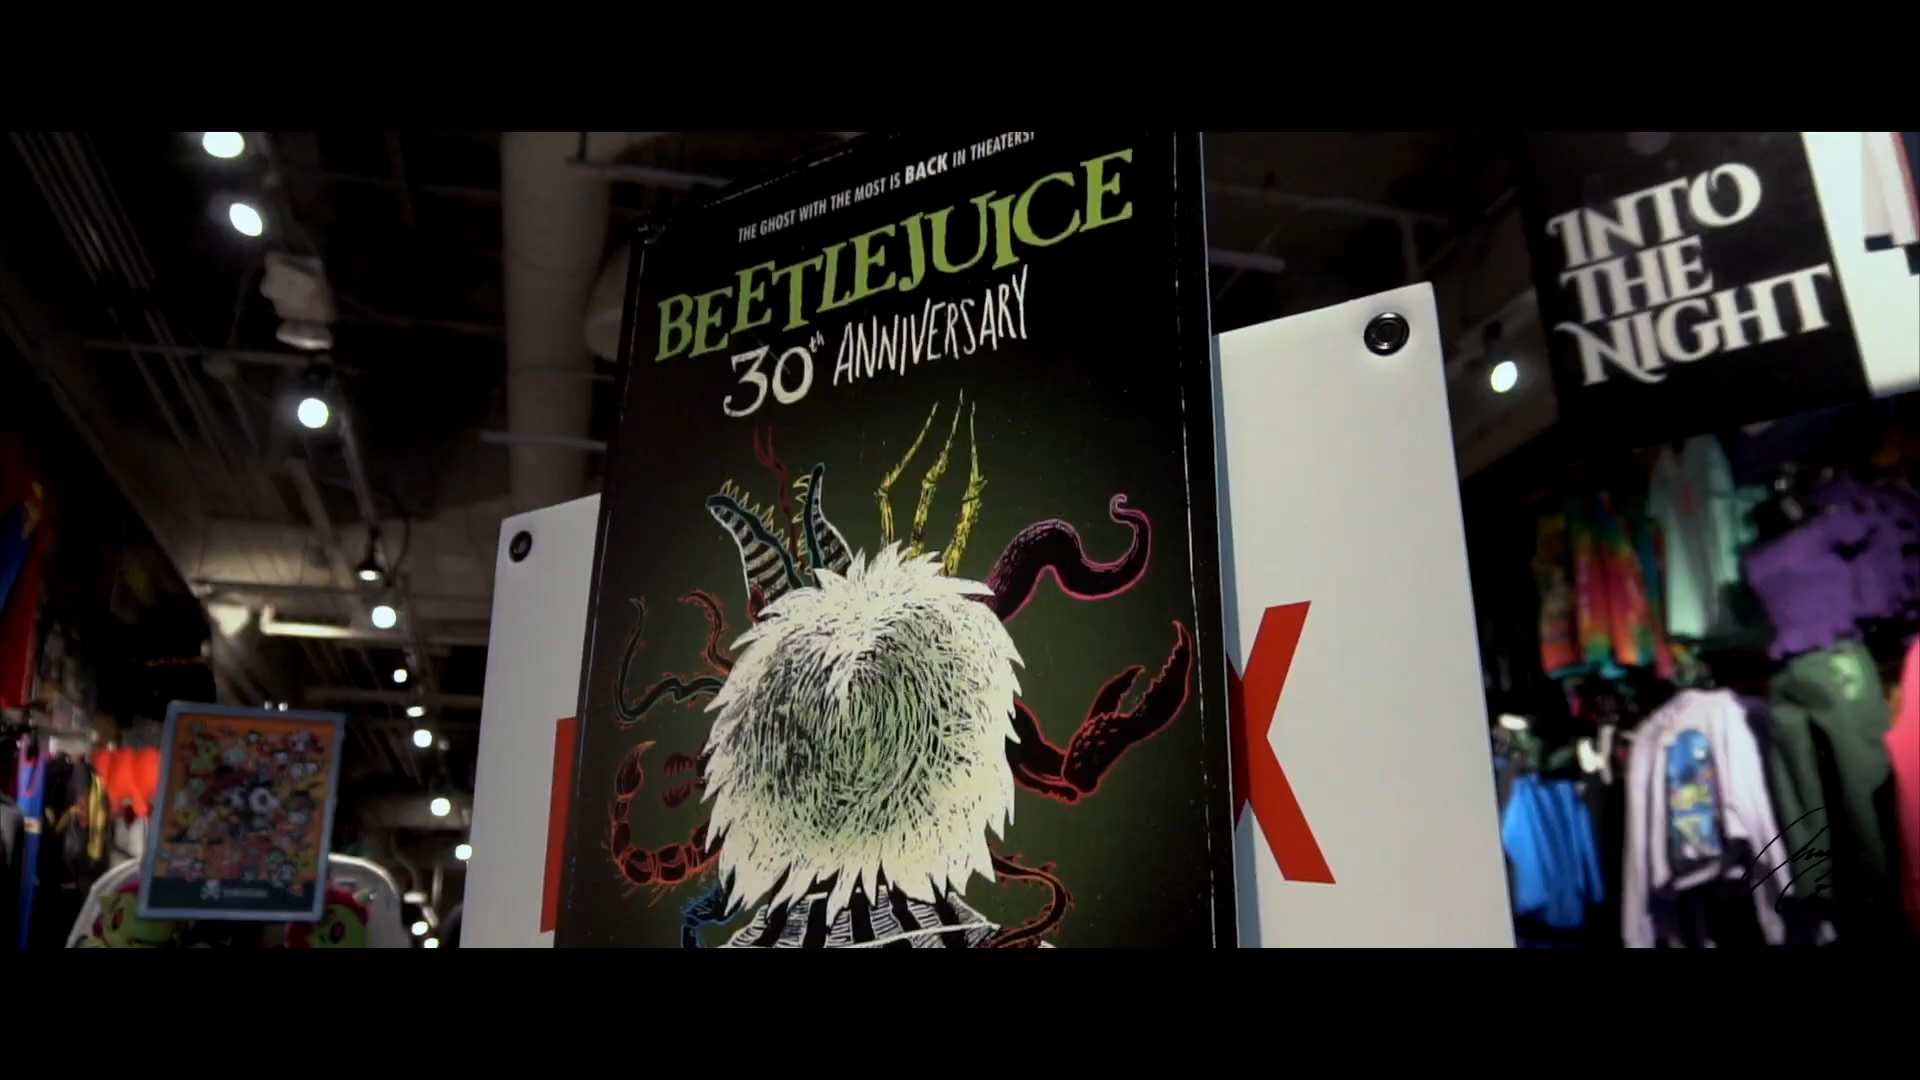 THE GHOST WITH THE MOST IS BACK IN THEATERS!
BEETLEJUICE
30th ANNIVERSARY
X
INTO
THE
NIGHT